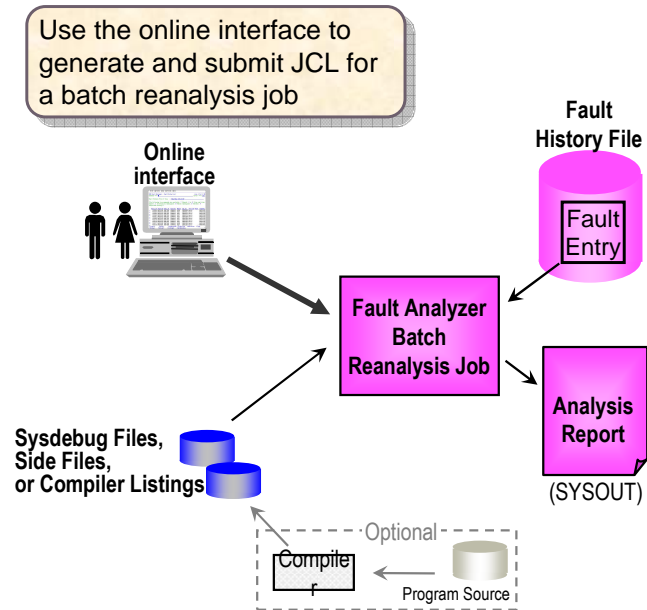 Use the online interface to
generate and submit JCL for
a batch reanalysis job
Fault
History File
Online
interface
Fault
Entry
Fault Analyzer
Batch
Reanalysis Job
Analysis
Report
(SYSOUT)
Sysdebug Files,
Side Files,
or Compiler Listings
Optional
Compile
r
Program Source